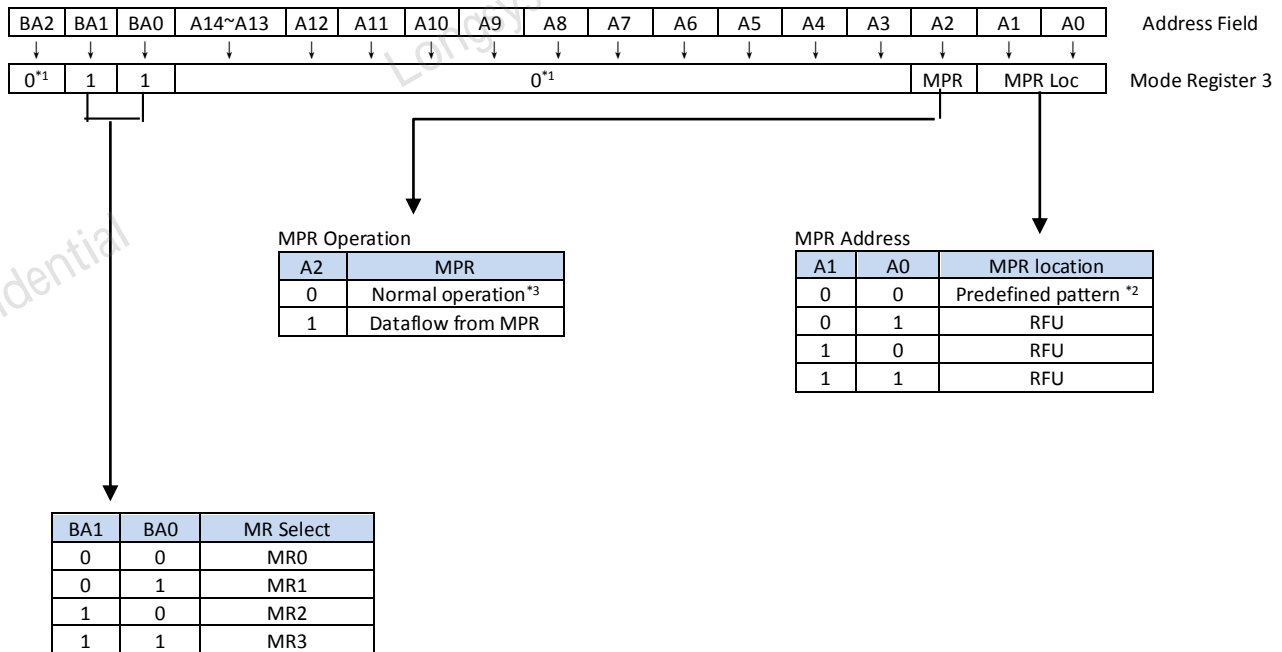 BA2 BA1 BA0 A14~A13 A12 A11 A10 A9 A8 A7 A6 A5 A4 A3 A2 A1 A0 Address Field
0*1 1 1 0*1 MPR MPR Loc Mode Register 3
MPR Operation
A2 MPR
0 Normal operation*3
1 Dataflow from MPR
MPR Address
A1 A0 MPR location
0 0 Predefined pattern *2
0 1 RFU
1 0 RFU
1 1 RFU
BA1 BA0 MR Select
0 0 MR0
0 1 MR1
1 0 MR2
1 1 MR3